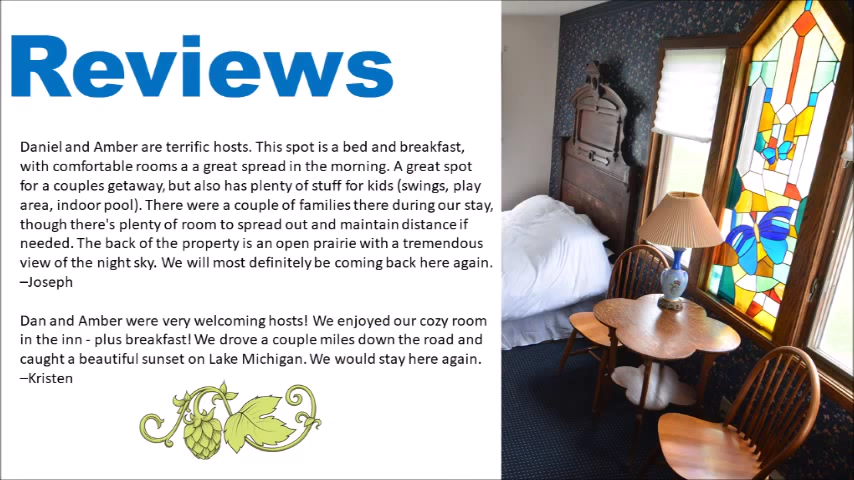 Reviews
Daniel and Amber are terrific hosts. This spot is a bed and breakfast,
with comfortable rooms a a great spread in the morning. A great spot
for a couples getaway, but also has plenty of stuff for kids (swings, play
area, indoor pool). There were a couple of families there during our stay,
though there's plenty of room to spread out and maintain distance if
needed. The back of the property is an open prairie with a tremendous
view of the night sky. We will most definitely be coming back here again.
–Joseph
Dan and Amber were very welcoming hosts! We enjoyed our cozy room
in the inn - plus breakfast! We drove a couple miles down the road and
caught a beautiful sunset on Lake Michigan. We would stay here again.
–Kristen